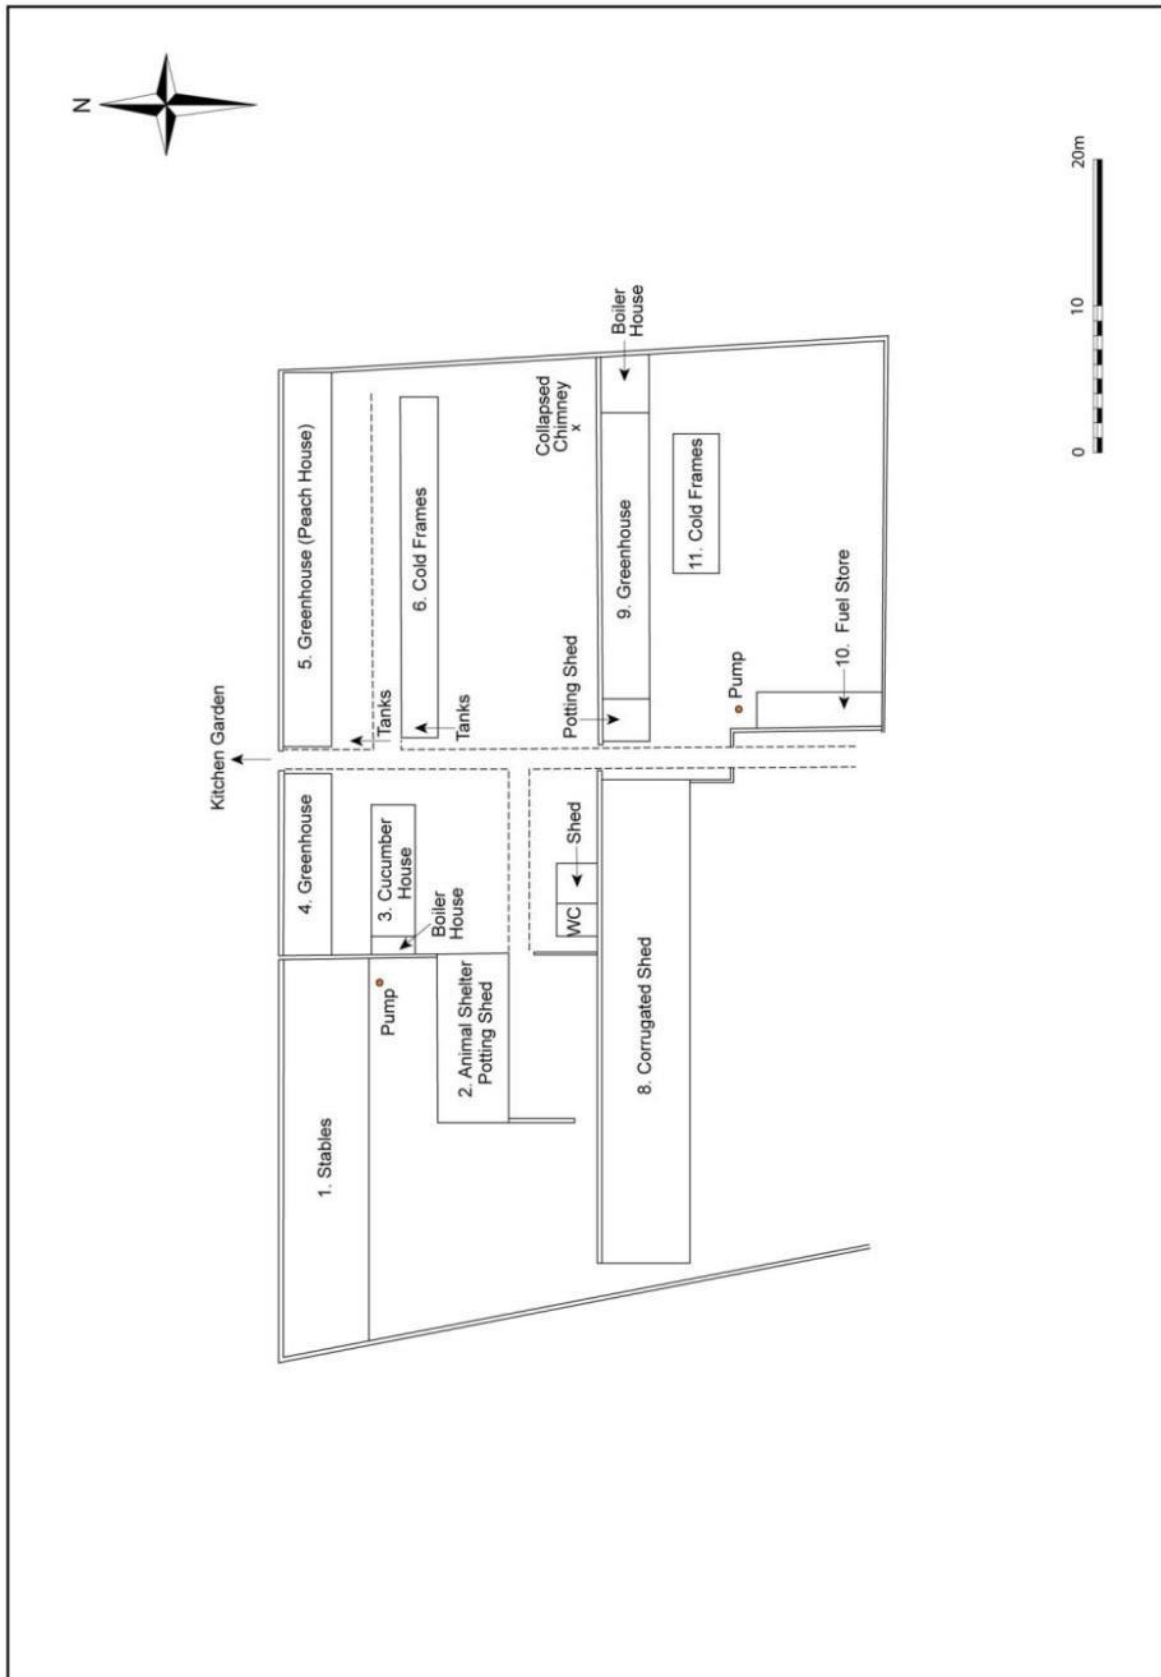 N
Kitchen Garden
1. Stables
4. Greenhouse
5. Greenhouse (Peach House)
Pump
3. Cucumber
House
Tanks
6. Cold Frames
Boiler
House
Tanks
2. Animal Shelter
Potting Shed
WC
Shed
Potting Shed
Collapsed
Chimney
x
Boiler
House
9. Greenhouse
8. Corrugated Shed
11. Cold Frames
Pump
10. Fuel Store
0 10 20m